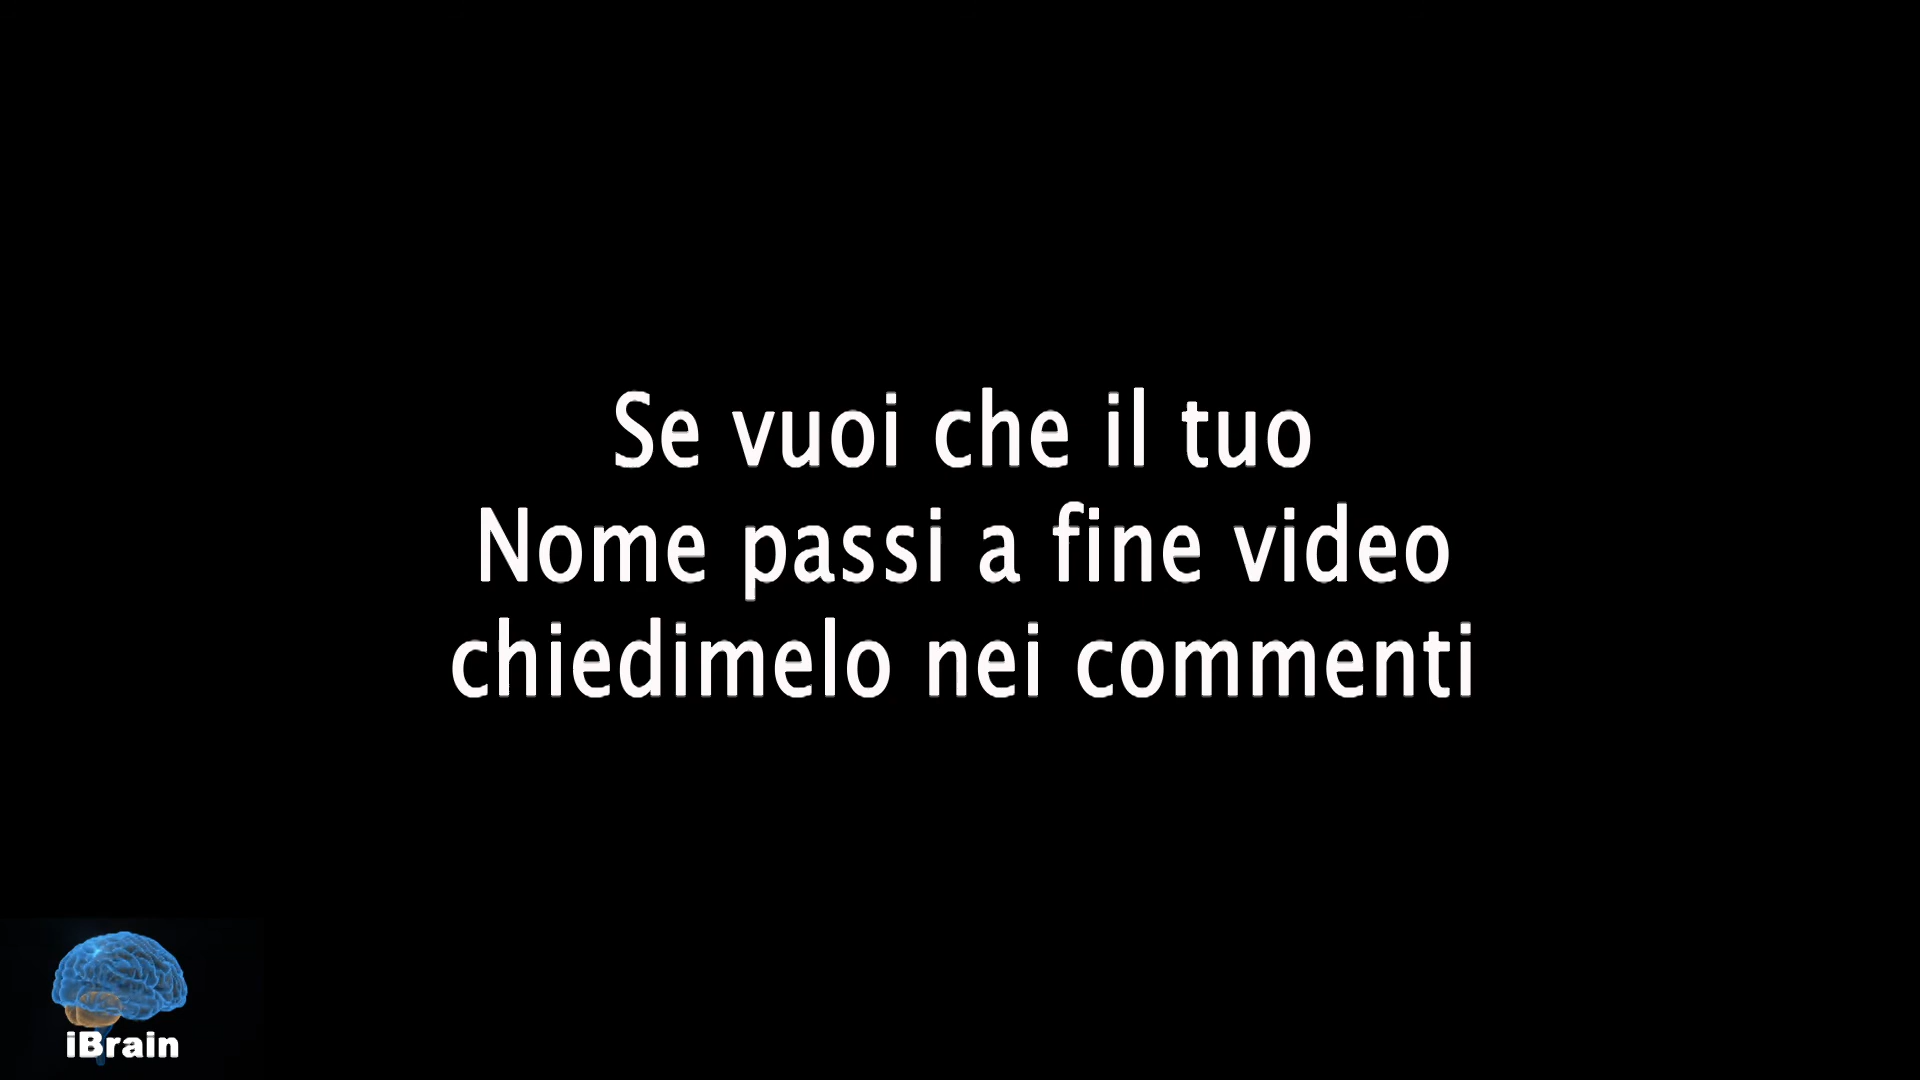 Se vuoi che il tuo
Nome passi a fine video
chiedimelo nei commenti
iBrain